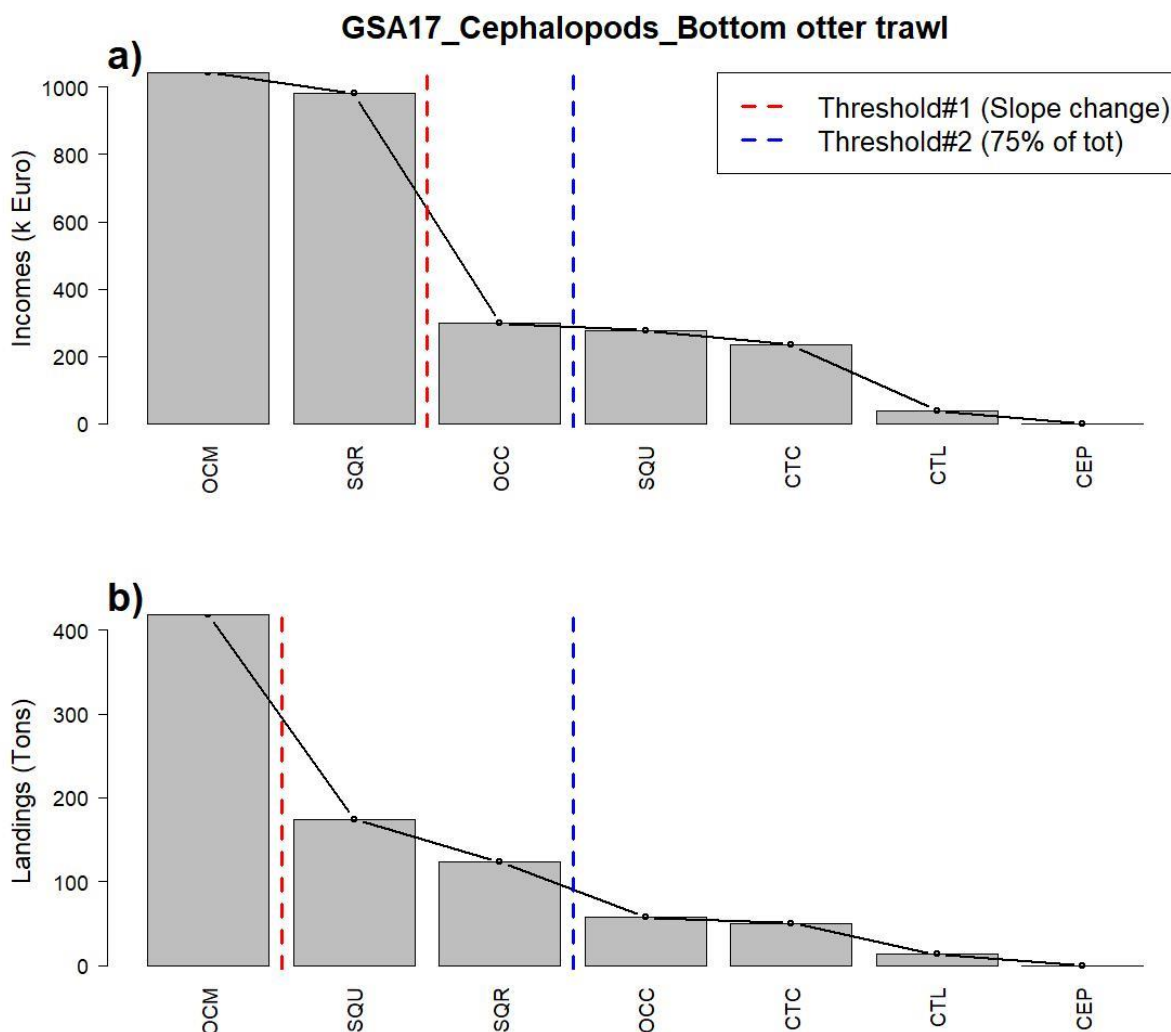 GSA17_Cephalopods_Bottom otter trawl
a)
Threshold#1 (Slope change)
Threshold#2 (75% of tot)
Incomes (k Euro)
1000
800
600
400
200
0
OCM SQR OCC SQU CTC CTL CEP
b)
Landings (Tons)
400
300
200
100
0
OCM SQU SQR OCC CTC CTL CEP